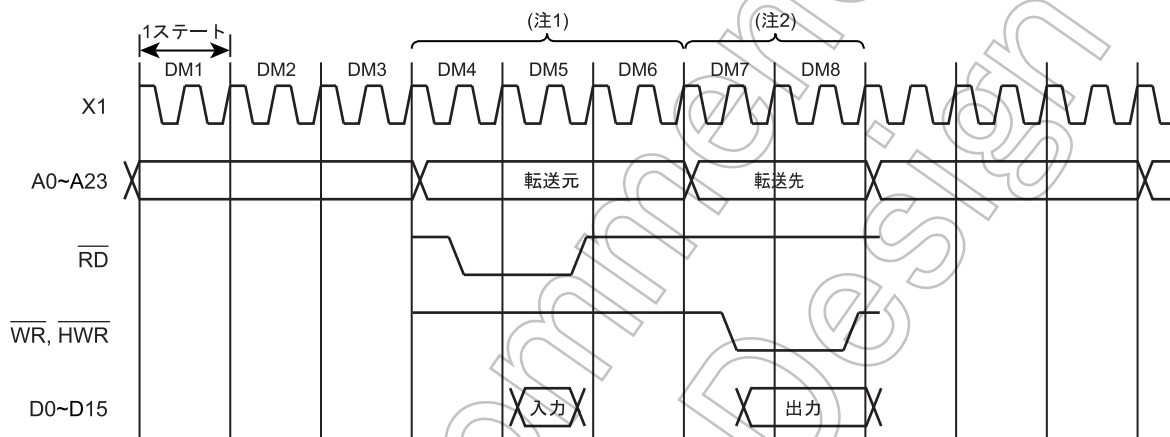 (注1) (注2)
1ステート
DM1 DM2 DM3 DM4 DM5 DM6 DM7 DM8
X1
A0~A23 転送元 転送先
RD
WR, HWR
D0~D15 入力 出力